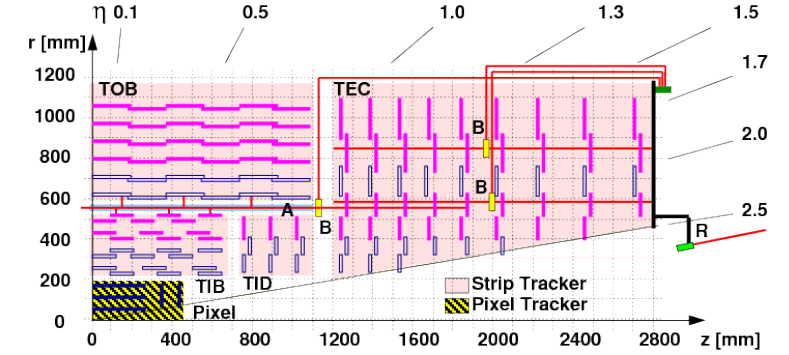 η 0.1 0.5 1.0 1.3 1.5
r [mm]
1.7
1200
TOB TEC
1000
B
2.0
800
B
600
A
2.5
B
R
400
200
TIB TID
Strip Tracker
Pixel
Pixel Tracker
0
0 400 800 1200 1600 2000 2400 2800 z [mm]